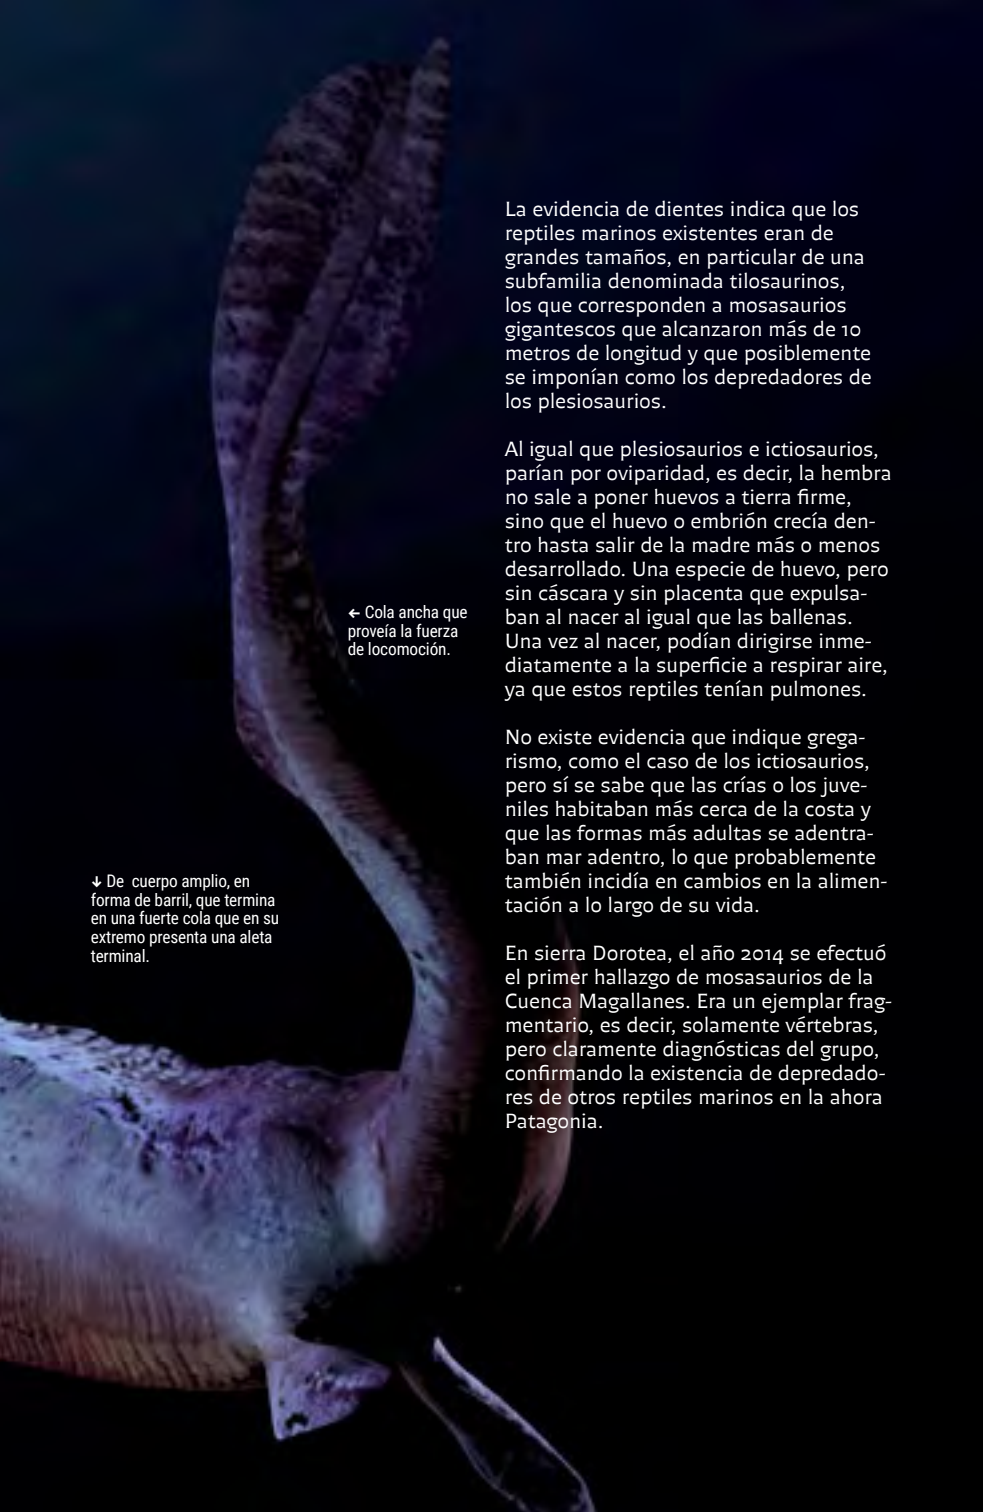 La evidencia de dientes indica que los
reptiles marinos existentes eran de
grandes tamaños, en particular de una
subfamilia denominada tilosaurinos,
los que corresponden a mosasaurios
gigantescos que alcanzaron más de 10
metros de longitud y que posiblemente
se imponían como los depredadores de
los plesiosaurios.
Al igual que plesiosaurios e ictiosaurios,
parían por oviparidad, es decir, la hembra
no sale a poner huevos a tierra firme,
sino que el huevo o embrión crecía den-
tro hasta salir de la madre más o menos
desarrollado. Una especie de huevo, pero
sin cáscara y sin placenta que expulsa-
ban al nacer al igual que las ballenas.
Una vez al nacer, podían dirigirse inme-
diatamente a la superficie a respirar aire,
ya que estos reptiles tenían pulmones.
No existe evidencia que indique grega-
rismo, como el caso de los ictiosaurios,
pero sí se sabe que las crías o los juve-
niles habitaban más cerca de la costa y
que las formas más adultas se adentra-
ban mar adentro, lo que probablemente
también incidía en cambios en la alimen-
tación a lo largo de su vida.
En sierra Dorotea, el año 2014 se efectuó
el primer hallazgo de mosasaurios de la
Cuenca Magallanes. Era un ejemplar frag-
mentario, es decir, solamente vértebras,
pero claramente diagnósticas del grupo,
confirmando la existencia de depredado-
res de otros reptiles marinos en la ahora
Patagonia.
← Cola ancha que
proveía la fuerza
de locomoción.
↓ De cuerpo amplio, en
forma de barril, que termina
en una fuerte cola que en su
extremo presenta una aleta
terminal.